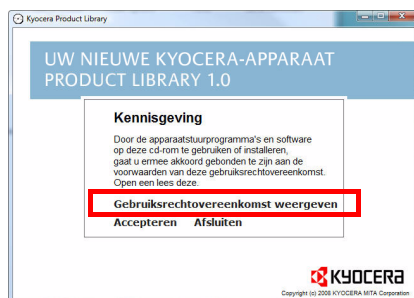 Kyocera Product Library
UW NIEUWE KYOCERA-APPARAAT
PRODUCT LIBRARY 1.0
Kennisgeving
Door de apparaatstuurprogramma's en software
op deze cd-rom te gebruiken of installeren,
gaat u ermee akkoord gebonden te zijn aan de
voorwaarden van deze gebruiksrechtovereenkomst.
Open een lees deze.
Gebruiksrechtovereenkomst weergeven
Accepteren Afsluiten
KYOCERA
Copyright (c) 2008 KYOCERA MITA Corporation